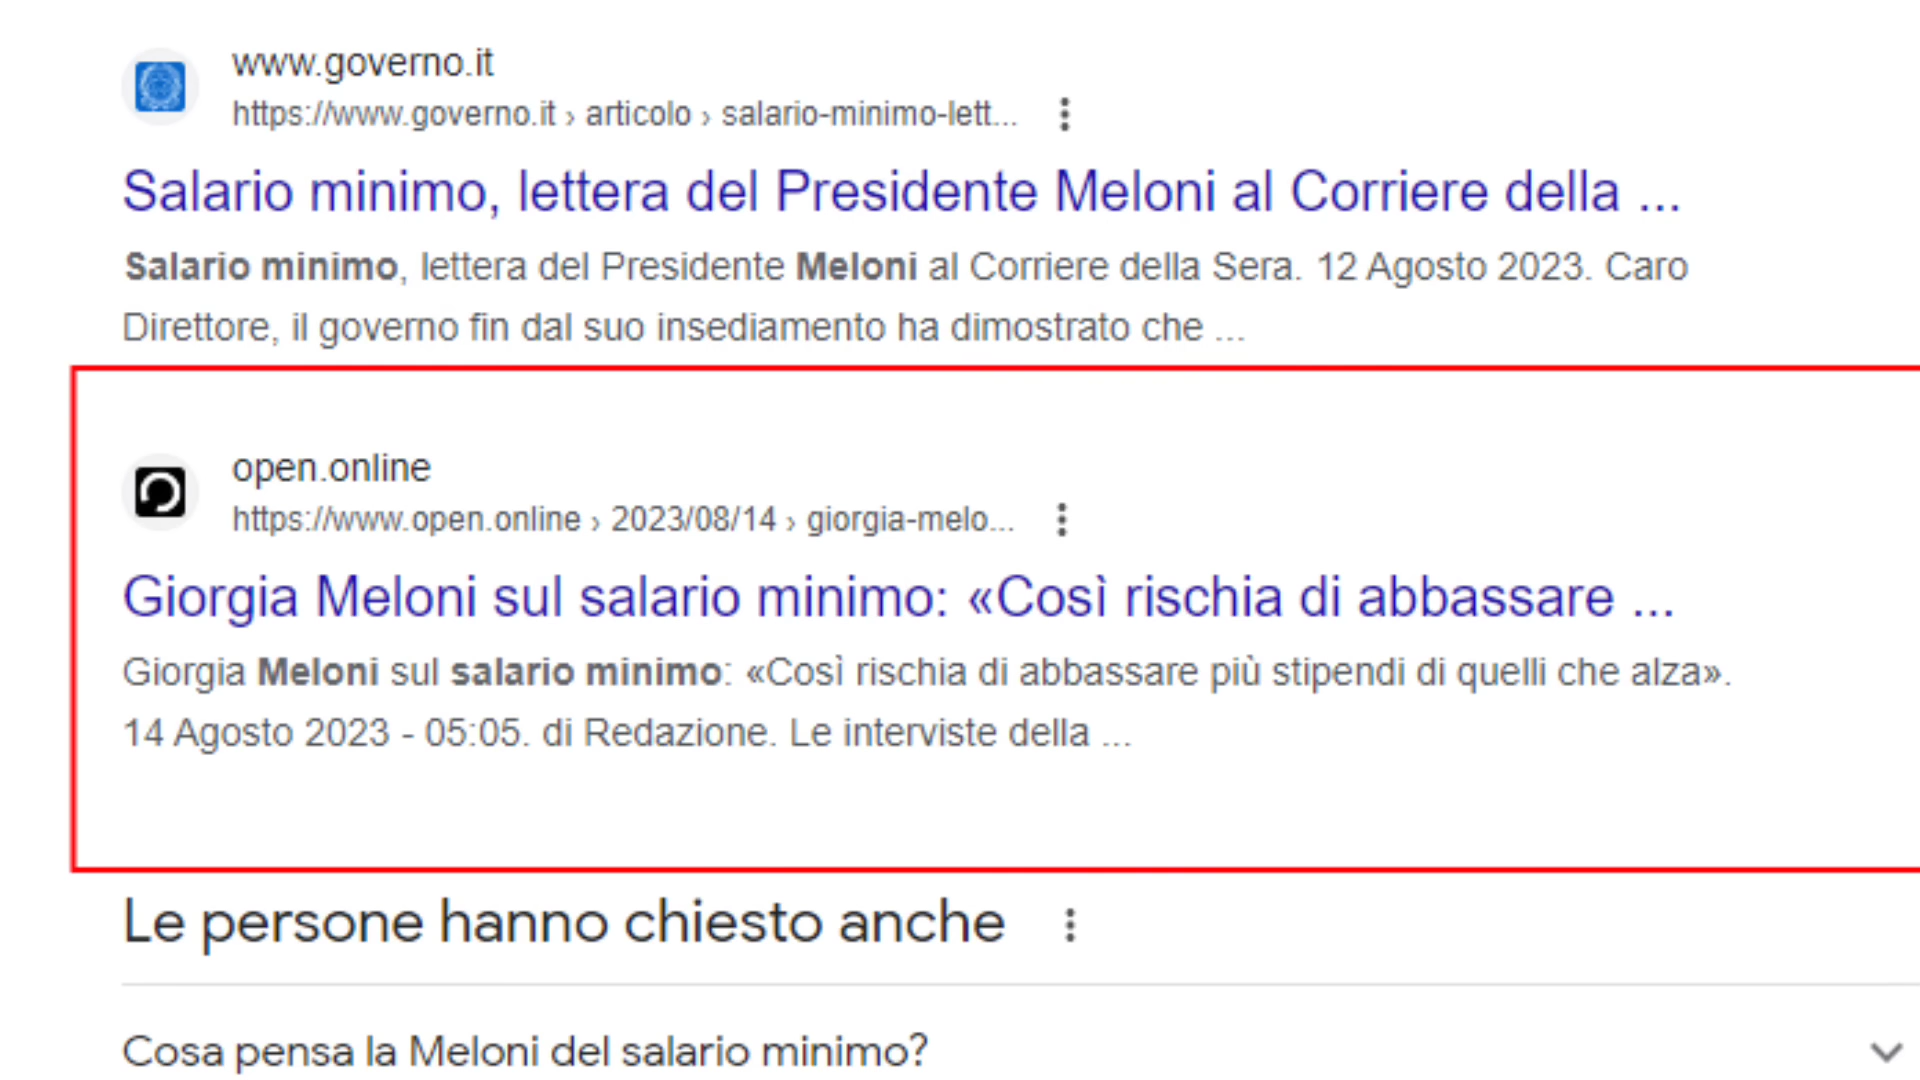 www.governo.it
https://www.governo.it › articolo › salario-minimo-lett...
Salario minimo, lettera del Presidente Meloni al Corriere della ...
Salario minimo, lettera del Presidente Meloni al Corriere della Sera. 12 Agosto 2023. Caro
Direttore, il governo fin dal suo insediamento ha dimostrato che ...
open.online
https://www.open.online › 2023/08/14 › giorgia-melo...
Giorgia Meloni sul salario minimo: «Così rischia di abbassare ...
Giorgia Meloni sul salario minimo: «Così rischia di abbassare più stipendi di quelli che alza».
14 Agosto 2023 - 05:05. di Redazione. Le interviste della ...
Le persone hanno chiesto anche
Cosa pensa la Meloni del salario minimo?